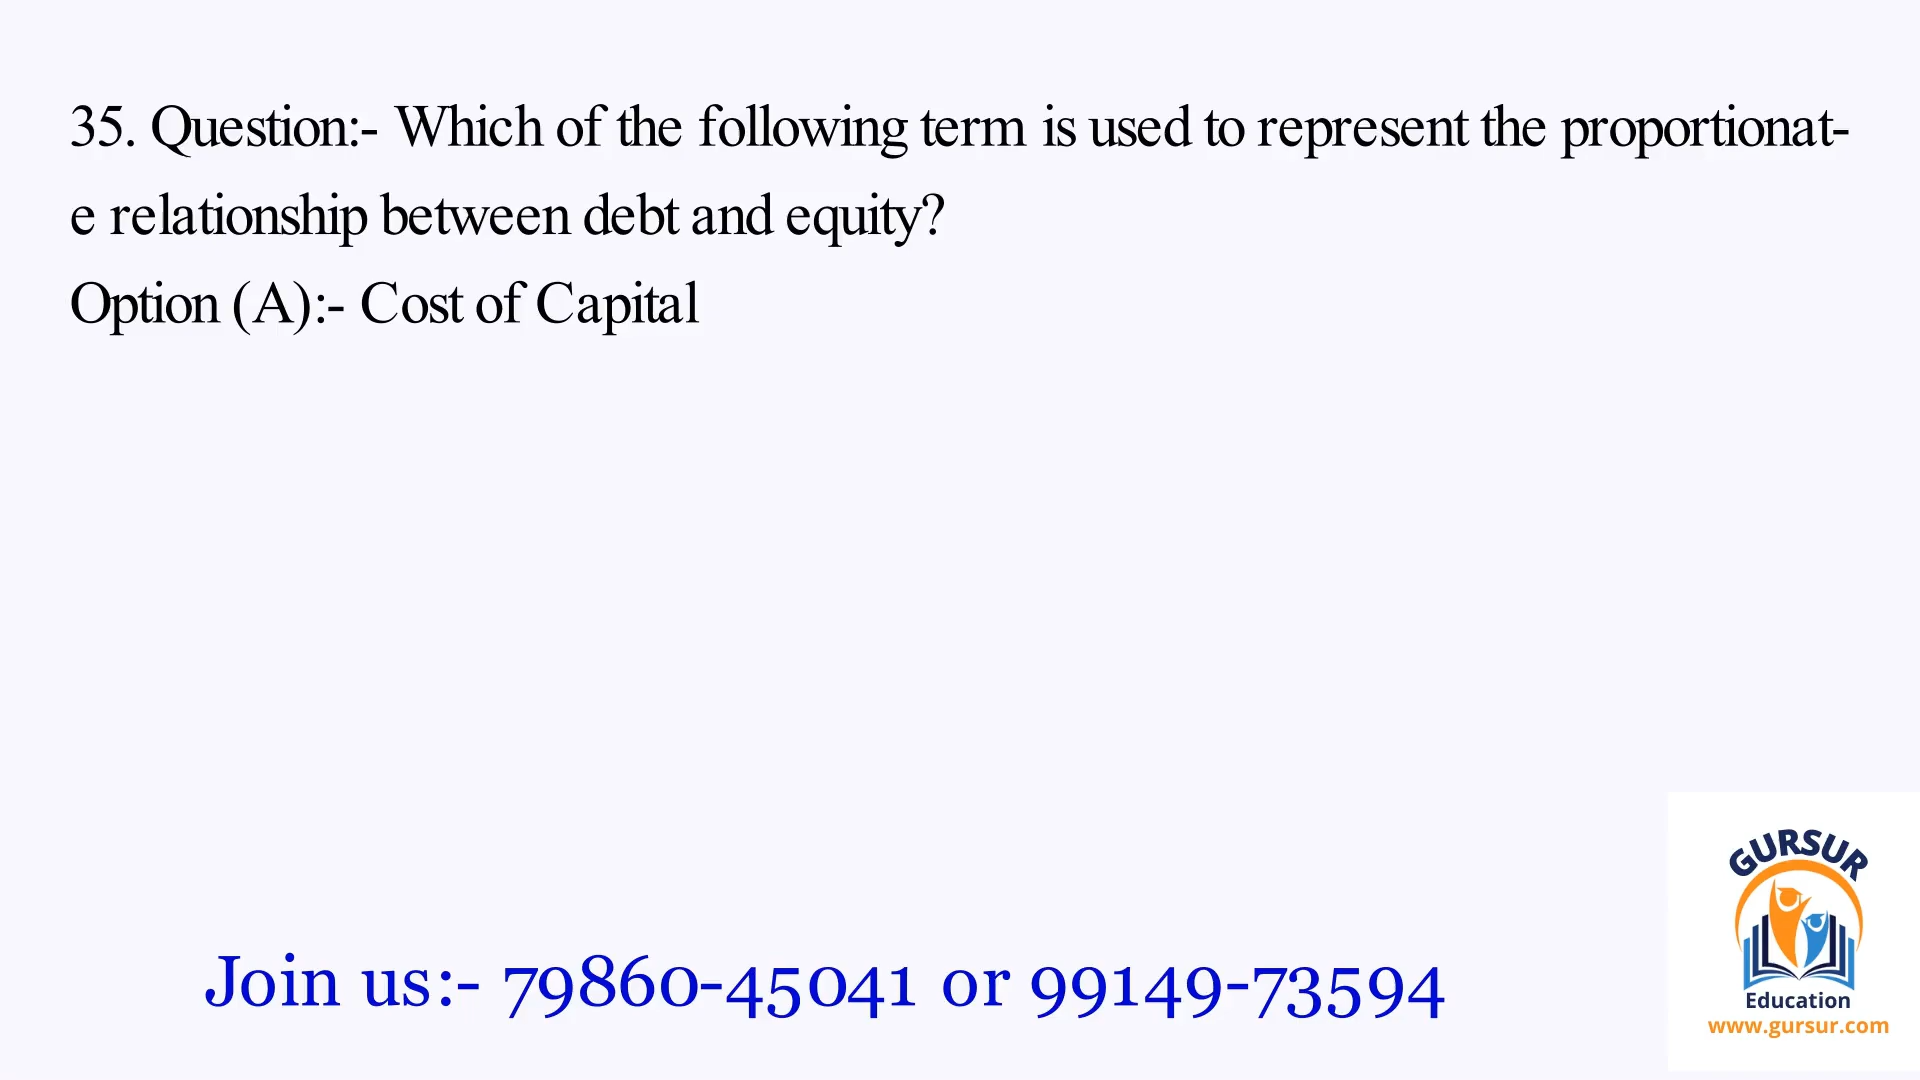 35. Question:- Which of the following term is used to represent the proportionat-
e relationship between debt and equity?
Option (A):- Cost of Capital
Join us:- 79860-45041 or 99149-73594
GURSUR
Education
www.gursur.com